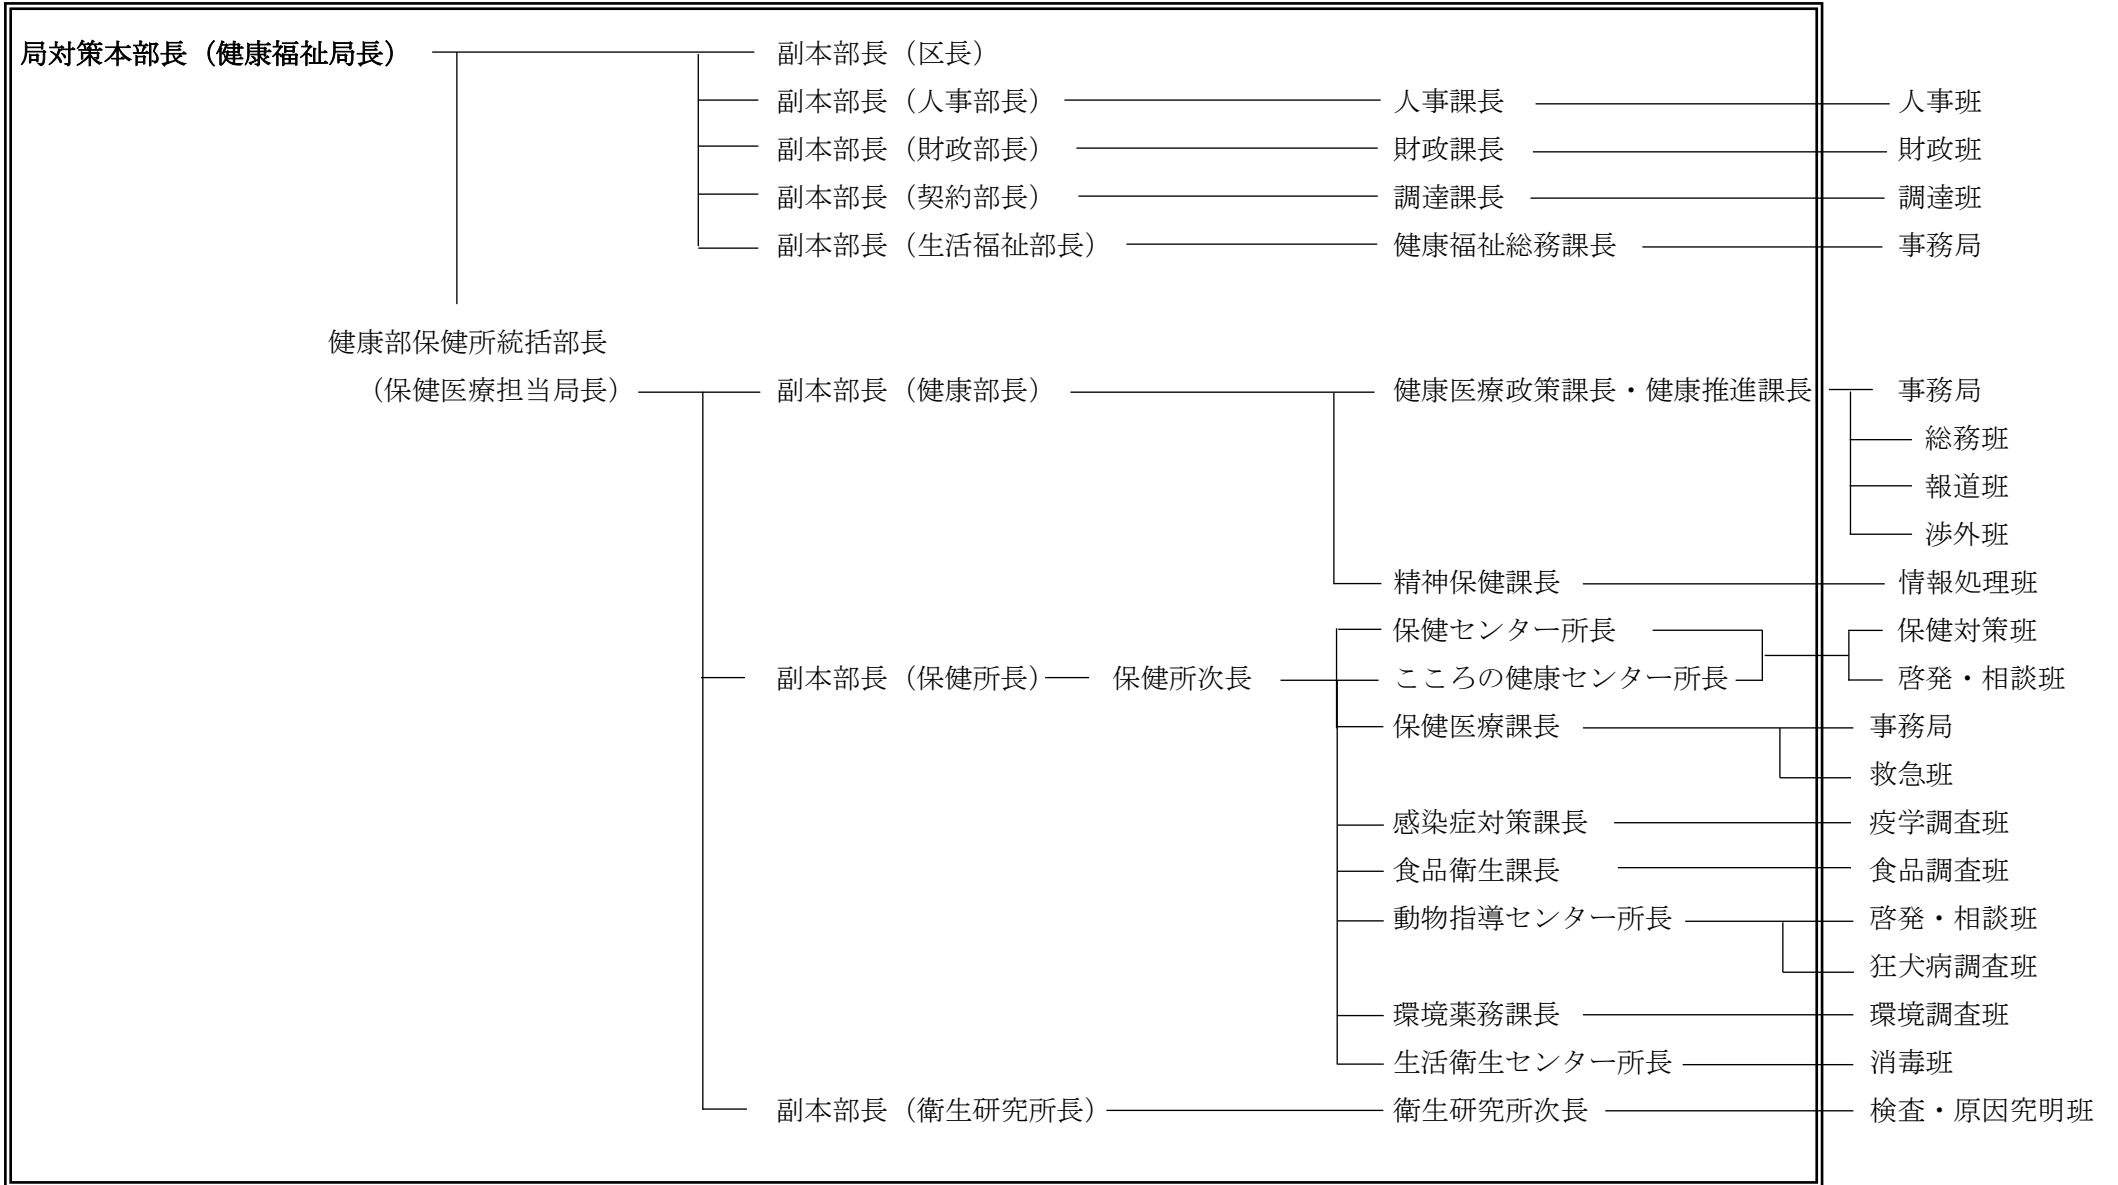 局対策本部長（健康福祉局長） 副本部長（区長）
副本部長（人事部長） 人事課長 人事班
副本部長（財政部長） 財政課長 財政班
副本部長（契約部長） 調達課長 調達班
副本部長（生活福祉部長） 健康福祉総務課長 事務局
健康部保健所統括部長
（保健医療担当局長） 副本部長（健康部長） 健康医療政策課長・健康推進課長 事務局
総務班
報道班
渉外班
精神保健課長 情報処理班
保健センター所長 保健対策班
副本部長（保健所長） 保健所次長 こころの健康センター所長 啓発・相談班
保健医療課長 事務局
救急班
感染症対策課長 疫学調査班
食品衛生課長 食品調査班
動物指導センター所長 啓発・相談班
狂犬病調査班
環境薬務課長 環境調査班
生活衛生センター所長 消毒班
副本部長（衛生研究所長） 衛生研究所次長 検査・原因究明班